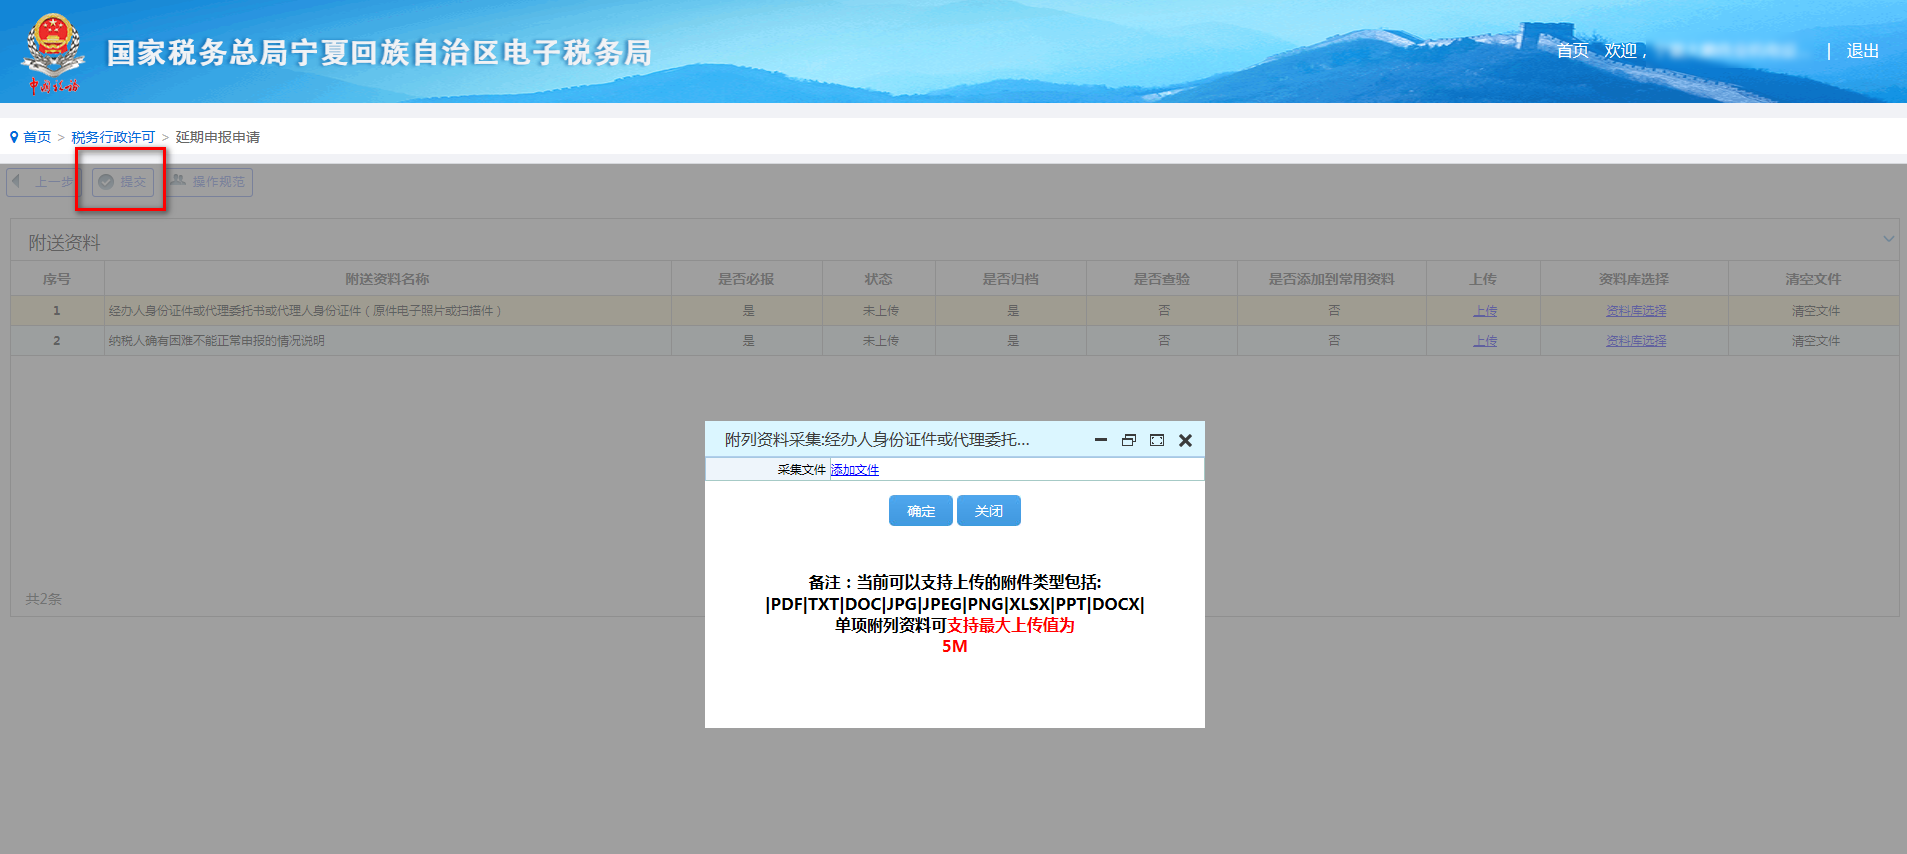 国家税务总局宁夏回族自治区电子税务局
首页 欢迎， | 退出
中国税务
首页 > 税务行政许可 > 延期申报申请
上一步 提交 操作规范
附送资料
序号 附送资料名称 是否必报 状态 是否归档 是否查验 是否添加到常用资料 上传 资料库选择 清空文件
1 经办人身份证件或代理委托书或代理人身份证件（原件电子照片或扫描件） 是 未上传 是 否 否 上传 资料库选择 清空文件
2 纳税人确有困难不能正常申报的情况说明 是 未上传 是 否 否 上传 资料库选择 清空文件
附列资料采集:经办人身份证件或代理委托...
采集文件 添加文件
确定 关闭
备注：当前可以支持上传的附件类型包括:
|PDF|TXT|DOC|JPG|JPEG|PNG|XLSX|PPT|DOCX|
单项附列资料可支持最大上传值为
5M
共2条